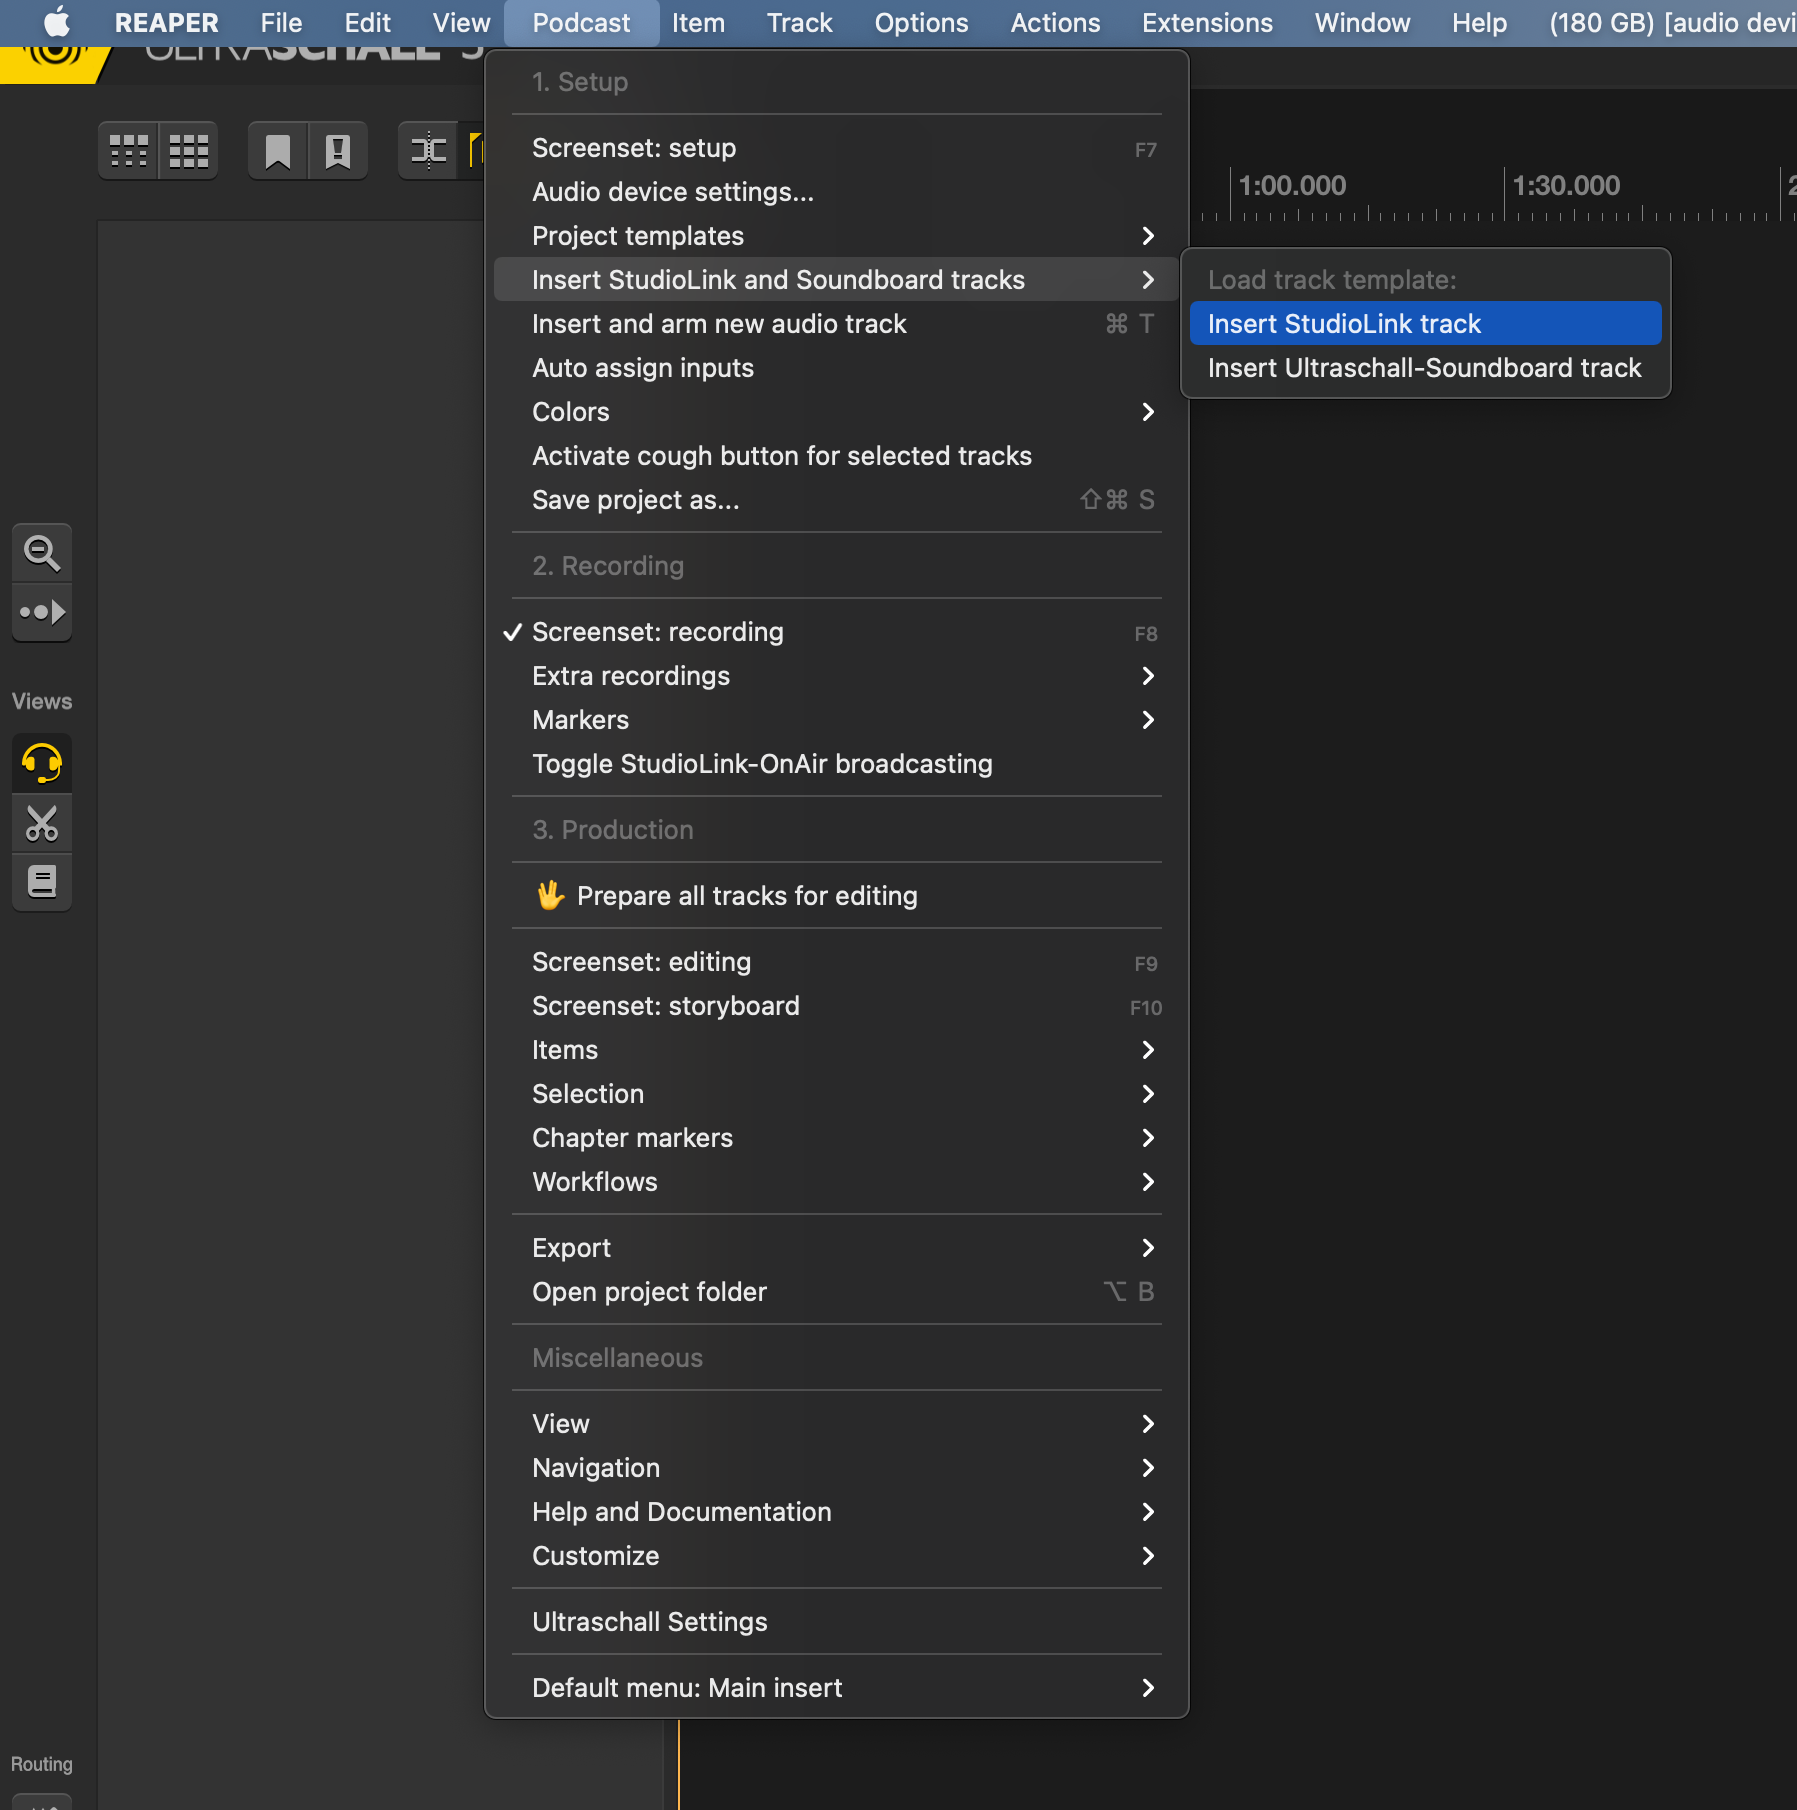 REAPER File Edit View Podcast Item Track Options Actions Extensions Window Help (180 GB) [audio devi
ULTRASCHALL 5
1. Setup
Screenset: setup F7
1:00.000 1:30.000 2
Audio device settings...
Project templates
Insert StudioLink and Soundboard tracks
Load track template:
Insert and arm new audio track ⌘ T
Insert StudioLink track
Auto assign inputs
Insert Ultraschall-Soundboard track
Colors
Activate cough button for selected tracks
Save project as... ⇧⌘ S
2. Recording
✓ Screenset: recording F8
Extra recordings
Views
Markers
Toggle StudioLink-OnAir broadcasting
3. Production
🖖 Prepare all tracks for editing
Screenset: editing F9
Screenset: storyboard F10
Items
Selection
Chapter markers
Workflows
Export
Open project folder ⌥ B
Miscellaneous
View
Navigation
Help and Documentation
Customize
Ultraschall Settings
Default menu: Main insert
Routing